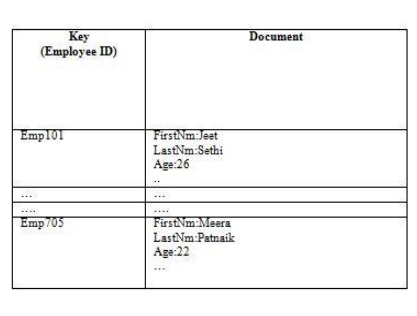 Key Document
(Employee ID)
Emp101 FirstNm:Jeet
LastNm:Sethi
Age:26
..
... ...
.... ....
Emp705 FirstNm:Meera
LastNm:Patnaik
Age:22
...